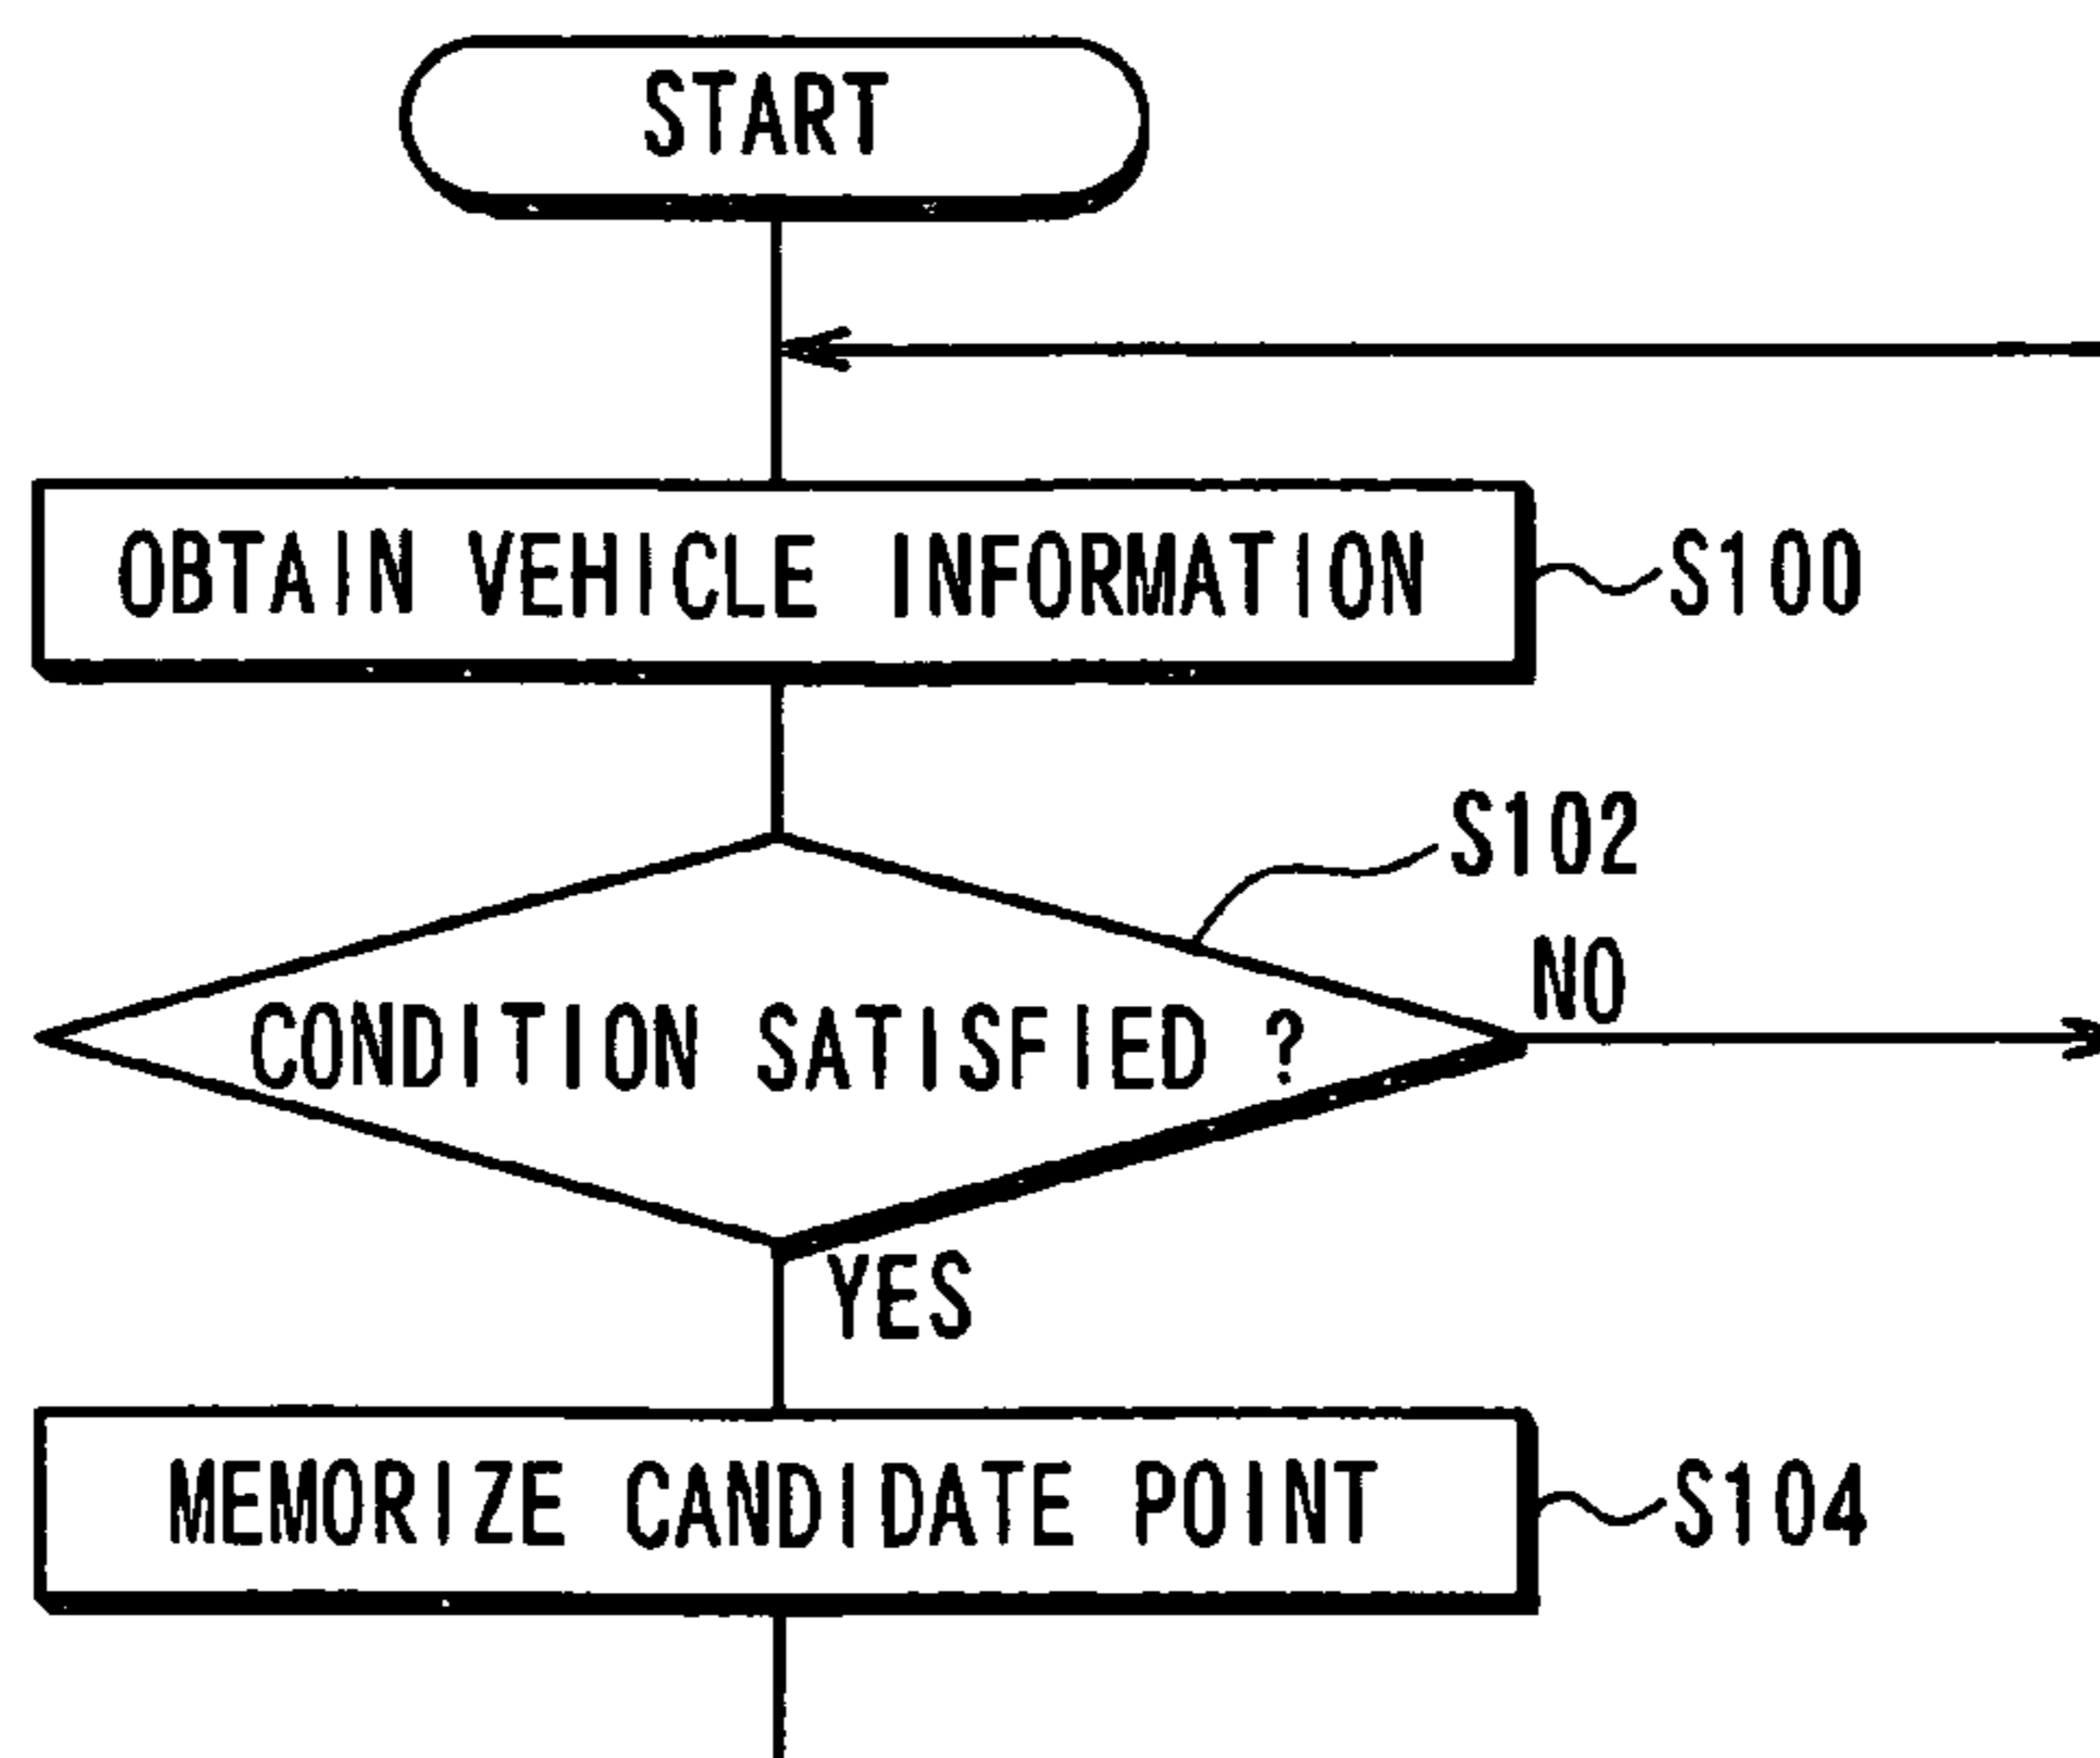 START
OBTAIN VEHICLE INFORMATION
S100
S102
NO
CONDITION SATISFIED ?
YES
MEMORIZE CANDIDATE POINT
S104